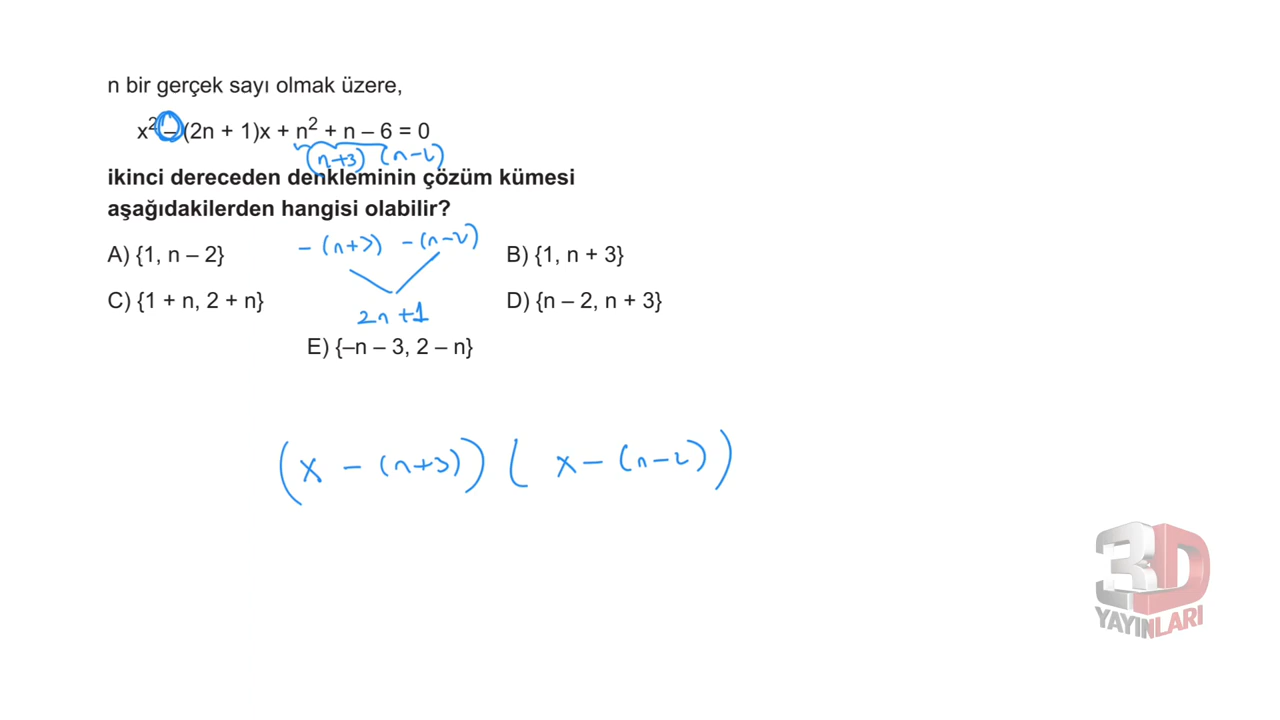 n bir gerçek sayı olmak üzere,
x² – (2n + 1)x + n² + n – 6 = 0
(n+3) (n–2)
ikinci dereceden denkleminin çözüm kümesi
aşağıdakilerden hangisi olabilir?
– (n+3) – (n–2)
A) {1, n – 2} B) {1, n + 3}
C) {1 + n, 2 + n} D) {n – 2, n + 3}
2n +1
E) {–n – 3, 2 – n}
(x – (n+3)) (x – (n–2))
3D
YAYINLARI